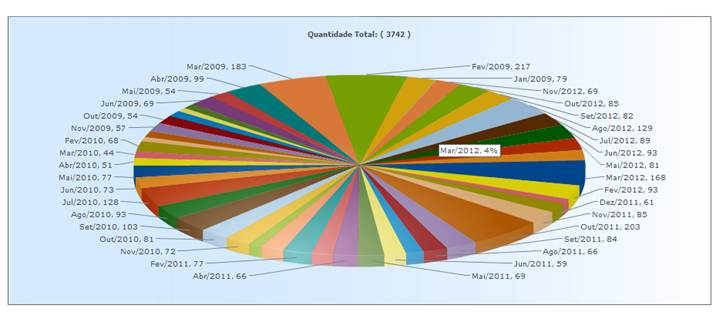 Quantidade Total: ( 3742 )
Mar/2009, 183
Fev/2009, 217
Abr/2009, 99
Jan/2009, 79
Mai/2009, 54
Nov/2012, 69
Jun/2009, 69
Out/2012, 85
Out/2009, 54
Set/2012, 82
Nov/2009, 57
Ago/2012, 129
Fev/2010, 68
Jul/2012, 89
Mar/2010, 44
Jun/2012, 93
Mar/2012, 4%
Abr/2010, 51
Mai/2012, 81
Mai/2010, 77
Mar/2012, 168
Jun/2010, 73
Fev/2012, 93
Jul/2010, 128
Dez/2011, 61
Ago/2010, 93
Nov/2011, 85
Set/2010, 103
Out/2011, 203
Out/2010, 81
Set/2011, 84
Nov/2010, 72
Ago/2011, 66
Fev/2011, 77
Jun/2011, 59
Abr/2011, 66
Mai/2011, 69